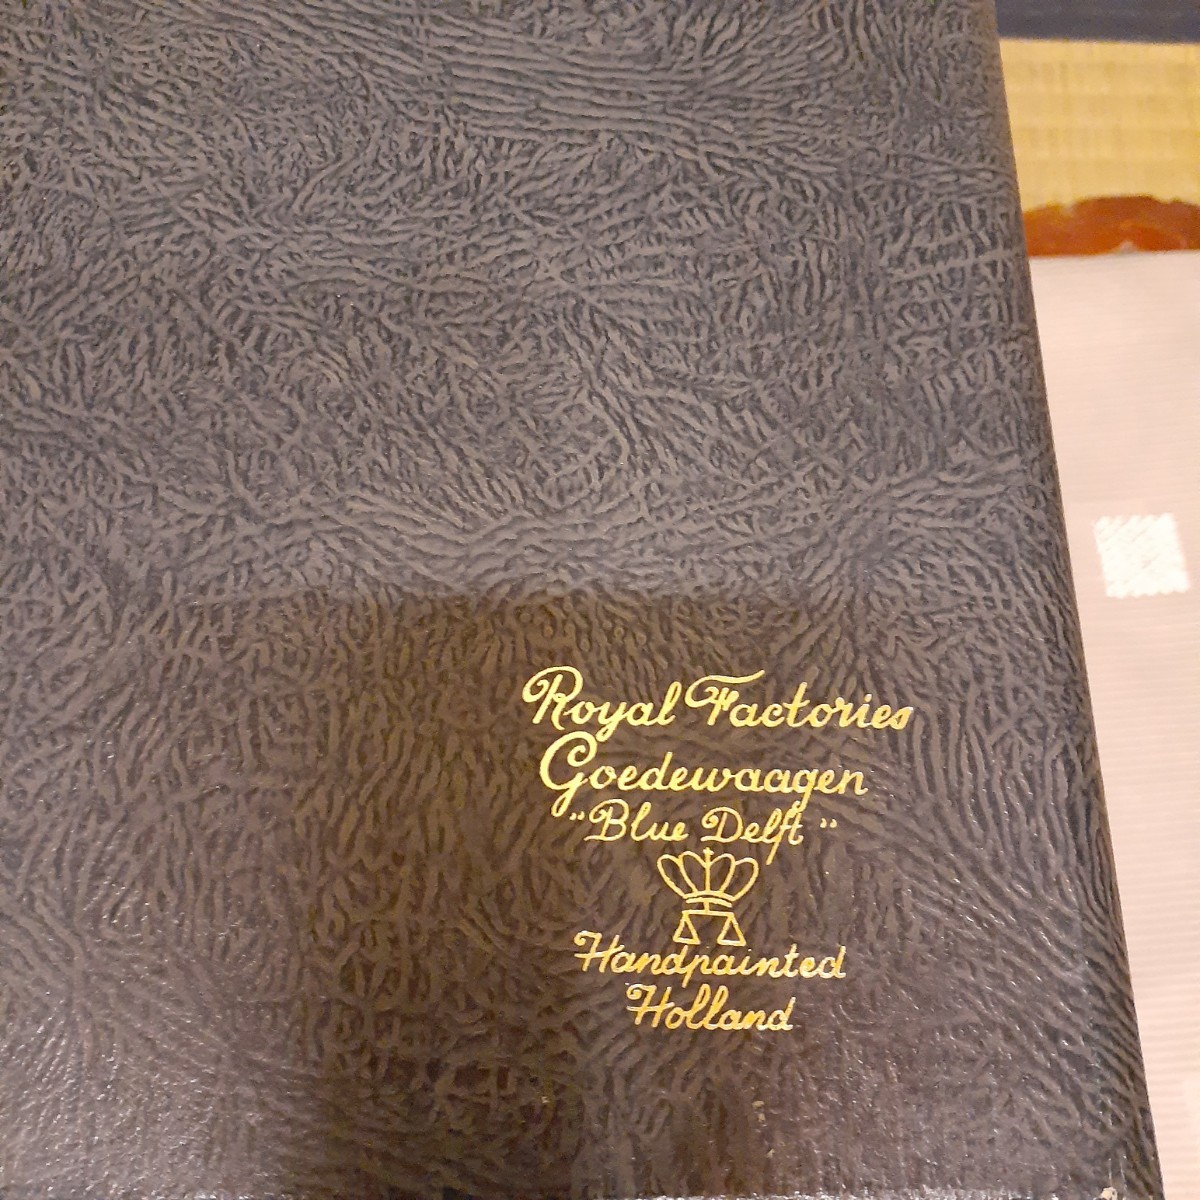 Royal Factories
Goedewaagen
"Blue Delft"
Handpainted
Holland